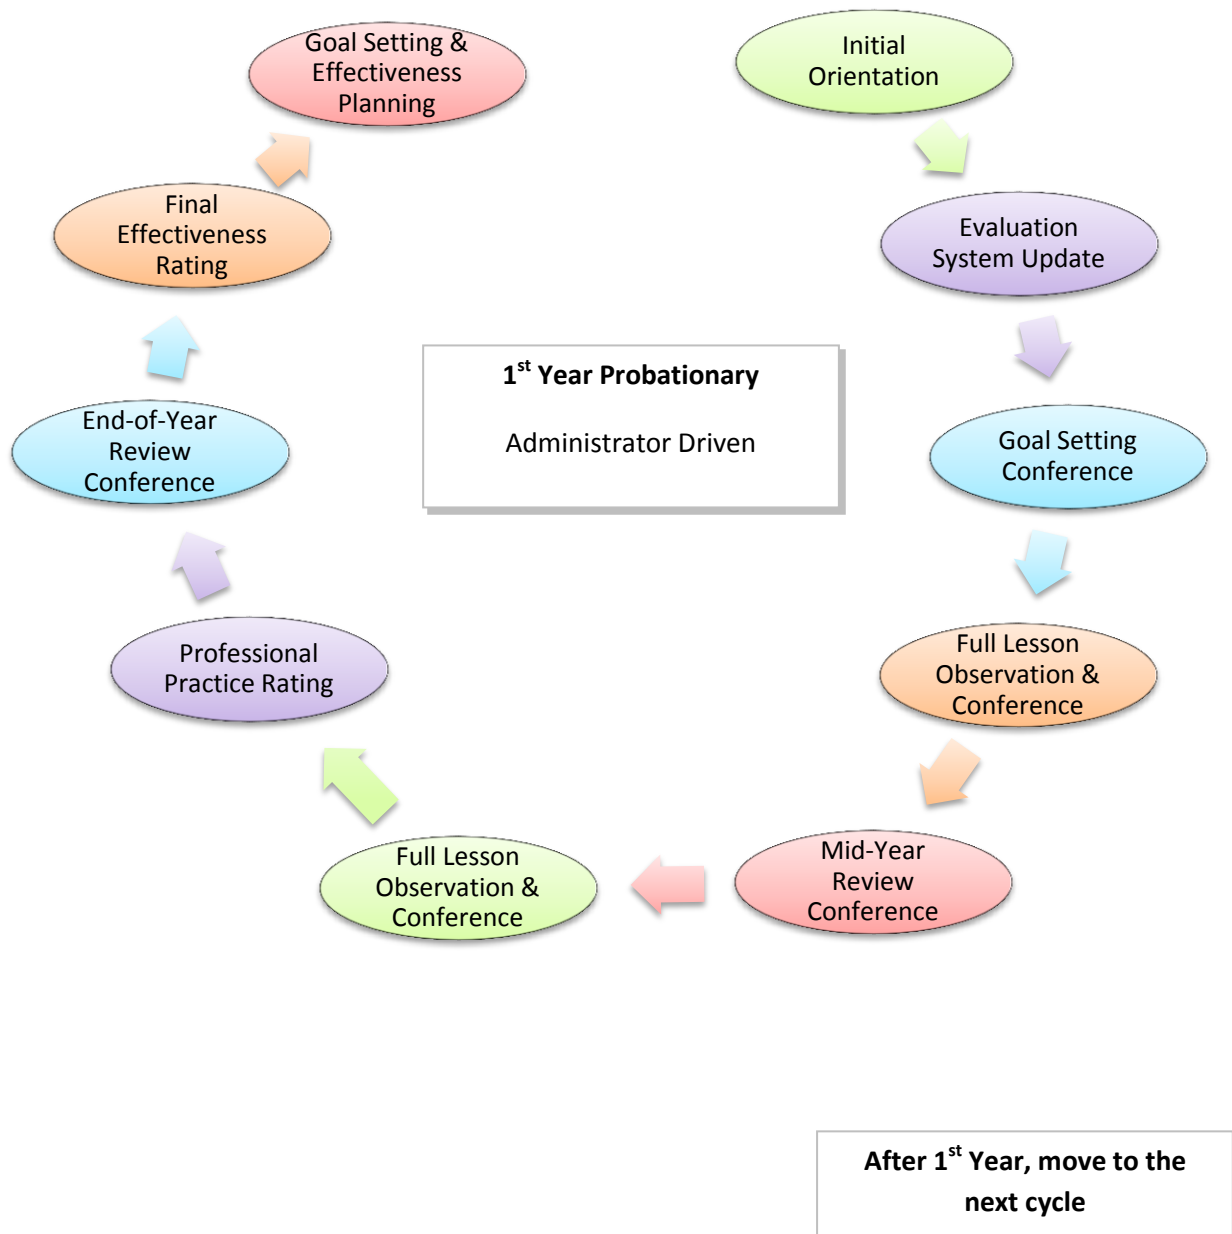 Initial
Orientation
Evaluation
System Update
Goal Setting
Conference
Full Lesson
Observation &
Conference
Mid-Year
Review
Conference
Full Lesson
Observation &
Conference
Professional
Practice Rating
End-of-Year
Review
Conference
Final
Effectiveness
Rating
Goal Setting &
Effectiveness
Planning
1st Year Probationary
Administrator Driven
After 1st Year, move to the
next cycle